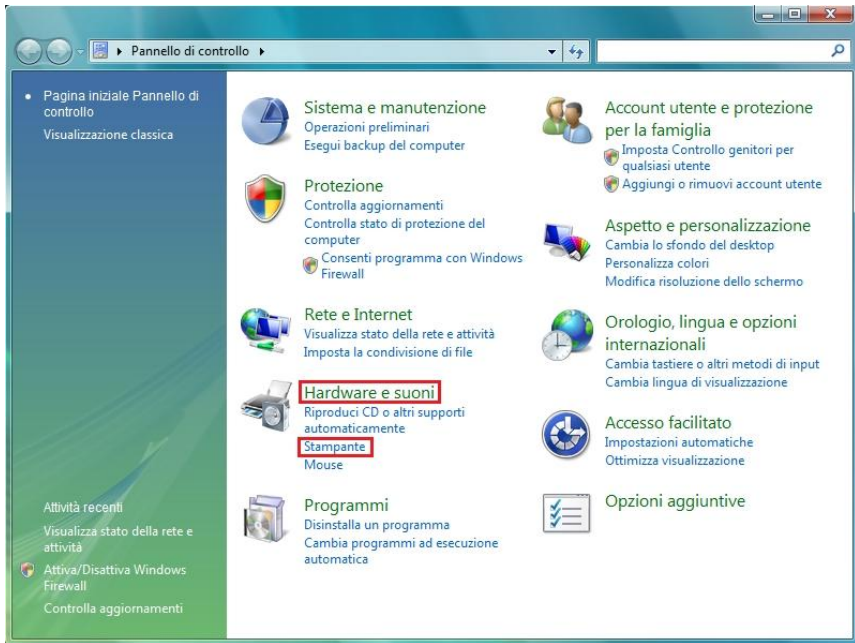 Pannello di controllo
Pagina iniziale Pannello di
controllo
Visualizzazione classica
Sistema e manutenzione
Operazioni preliminari
Esegui backup del computer
Protezione
Controlla aggiornamenti
Controlla stato di protezione del
computer
Consenti programma con Windows
Firewall
Rete e Internet
Visualizza stato della rete e attività
Imposta la condivisione di file
Hardware e suoni
Riproduci CD o altri supporti
automaticamente
Stampante
Mouse
Programmi
Disinstalla un programma
Cambia programmi ad esecuzione
automatica
Account utente e protezione
per la famiglia
Imposta Controllo genitori per
qualsiasi utente
Aggiungi o rimuovi account utente
Aspetto e personalizzazione
Cambia lo sfondo del desktop
Personalizza colori
Modifica risoluzione dello schermo
Orologio, lingua e opzioni
internazionali
Cambia tastiere o altri metodi di input
Cambia lingua di visualizzazione
Accesso facilitato
Impostazioni automatiche
Ottimizza visualizzazione
Opzioni aggiuntive
Attività recenti
Visualizza stato della rete e
attività
Attiva/Disattiva Windows
Firewall
Controlla aggiornamenti